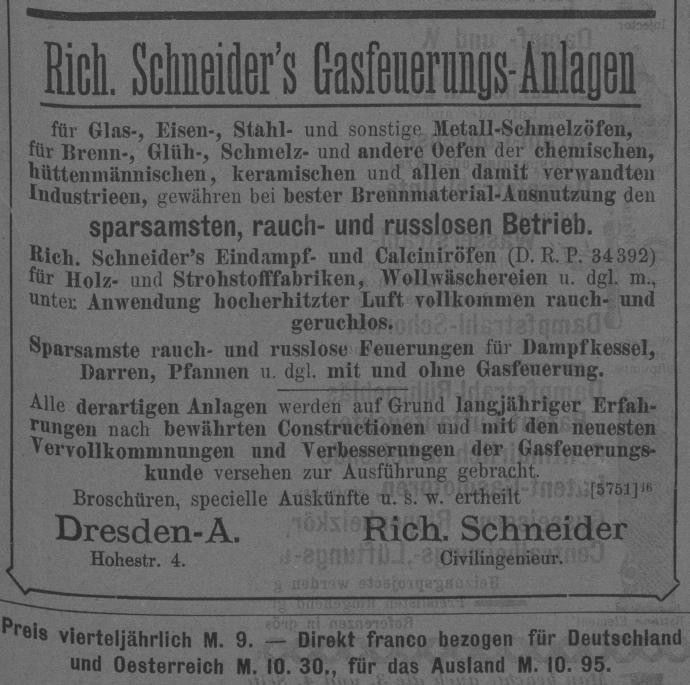 Rich. Schneider's Gasfeuerungs-Anlagen
für Glas-, Eisen-, Stahl- und sonstige Metall-Schmelzöfen,
für Brenn-, Glüh-, Schmelz- und andere Oefen der chemischen,
hüttenmännischen, keramischen und allen damit verwandten
Industrieen, gewähren bei bester Brennmaterial-Ausnutzung den
sparsamsten, rauch- und russlosen Betrieb.
Rich. Schneider's Eindampf- und Calciniröfen (D. R. P. 34392)
für Holz- und Strohstofffabriken, Wollwäschereien u. dgl. m.,
unter Anwendung hocherhitzter Luft vollkommen rauch- und
geruchlos.
Sparsamste rauch- und russlose Feuerungen für Dampfkessel,
Darren, Pfannen u. dgl. mit und ohne Gasfeuerung.
Alle derartigen Anlagen werden auf Grund langjähriger Erfah-
rungen nach bewährten Constructionen und mit den neuesten
Vervollkommnungen und Verbesserungen der Gasfeuerungs-
kunde versehen zur Ausführung gebracht.
Broschüren, specielle Auskünfte u. s. w. ertheilt [5751]16
Dresden-A. Rich. Schneider
Hohestr. 4. Civilingenieur.
Preis vierteljährlich M. 9. — Direkt franco bezogen für Deutschland
und Oesterreich M. 10. 30., für das Ausland M. 10. 95.